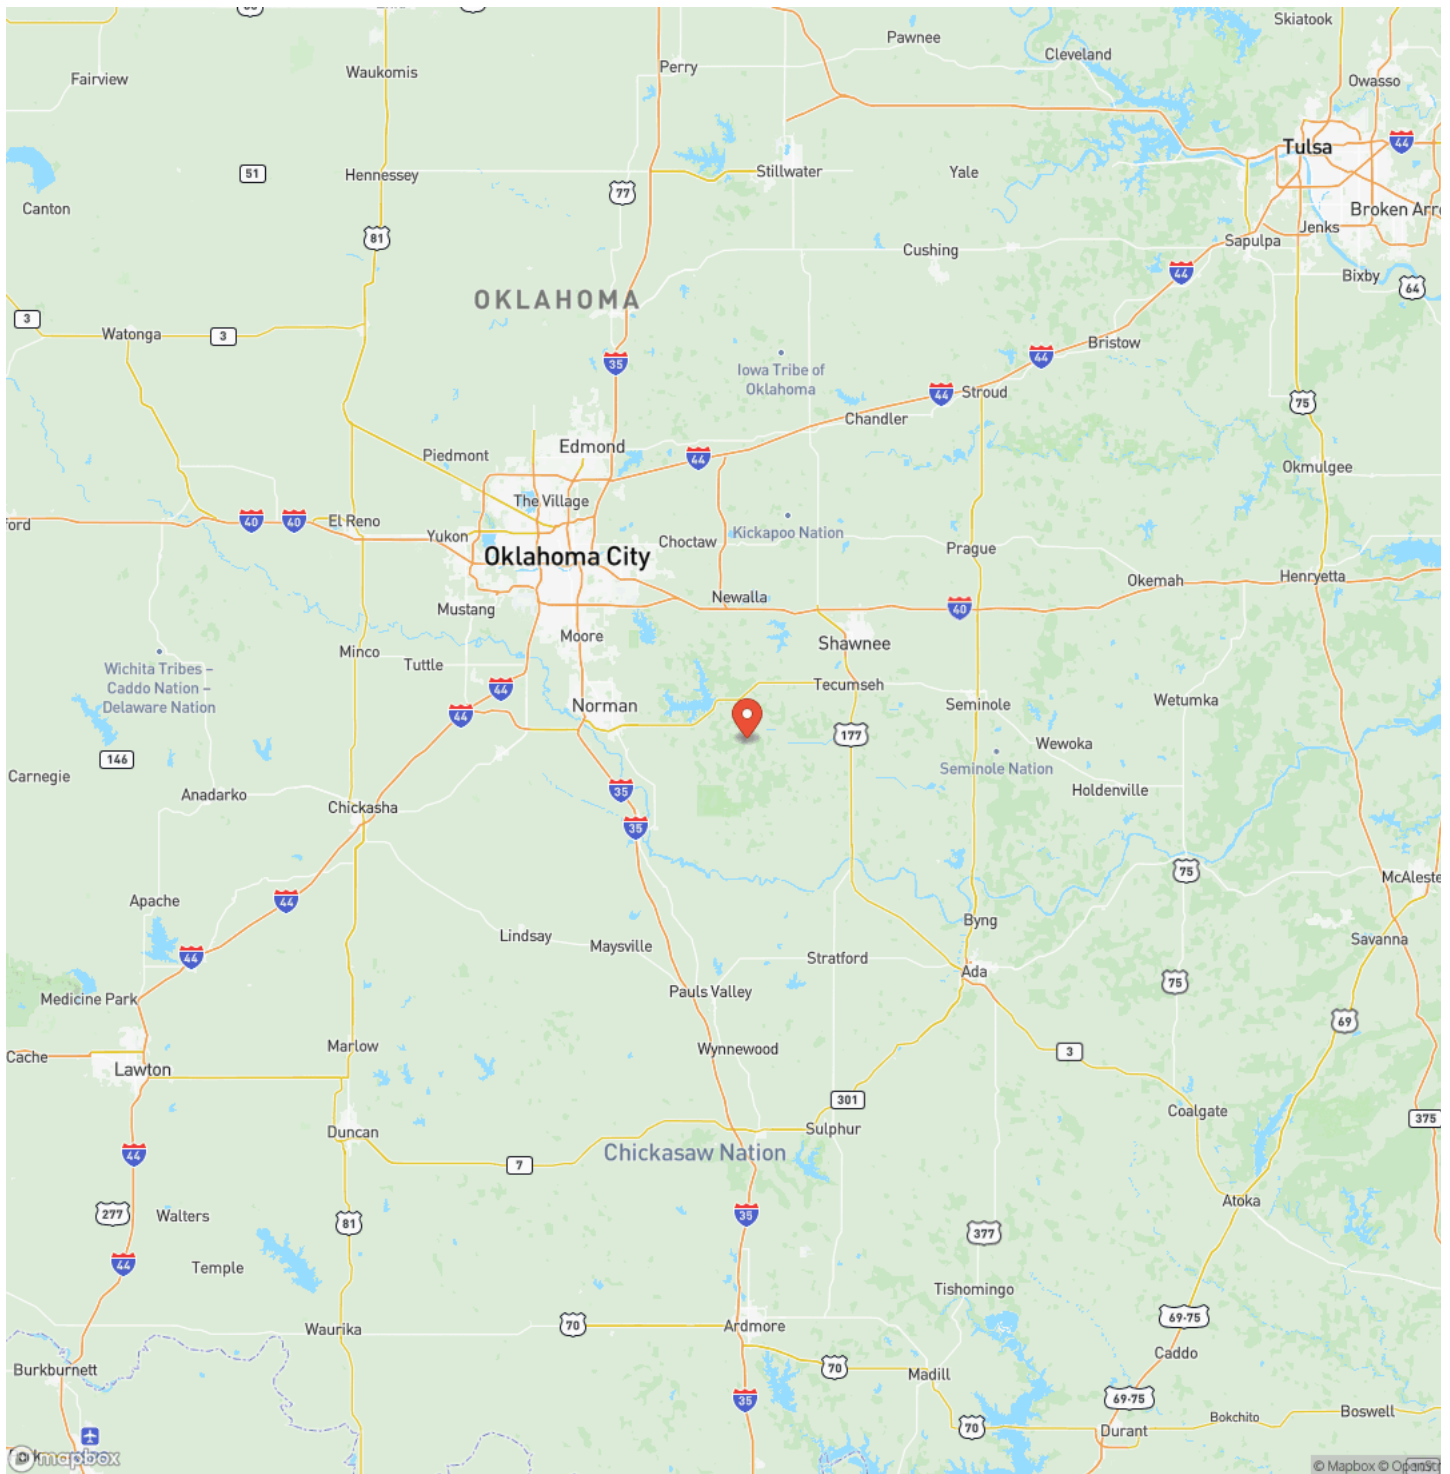 Skiatook
Pawnee
Cleveland
Perry
Waukomis
Fairview
Owasso
Tulsa
44
51
Hennessey
77
Stillwater
Yale
Canton
Broken Arr
81
Cushing
Jenks
Sapulpa
44
Bixby
64
OKLAHOMA
3
Watonga
3
Bristow
35
44
Iowa Tribe of
Oklahoma
44
Stroud
75
Chandler
Edmond
Piedmont
44
Okmulgee
The Village
40
40
El Reno
ford
Yukon
Kickapoo Nation
Choctaw
Prague
Oklahoma City
Okemah
Henryetta
Mustang
Newalla
40
Moore
Shawnee
Minco
Tuttle
Wichita Tribes –
Caddo Nation –
Delaware Nation
44
Tecumseh
44
Norman
Seminole
Wetumka
177
Wewoka
146
Seminole Nation
Carnegie
Anadarko
35
Holdenville
Chickasha
35
75
McAleste
Apache
44
Byng
Lindsay
Maysville
Savanna
44
Stratford
Ada
75
Medicine Park
Pauls Valley
69
Marlow
Wynnewood
3
Cache
Lawton
301
Coalgate
375
Duncan
Sulphur
44
Chickasaw Nation
7
Atoka
277
Walters
81
35
377
44
Temple
Tishomingo
69-75
Waurika
70
Ardmore
Caddo
Burkburnett
70
Madill
35
69-75
Bokchito
Boswell
70
Durant
mapbox
© Mapbox © OpenStr